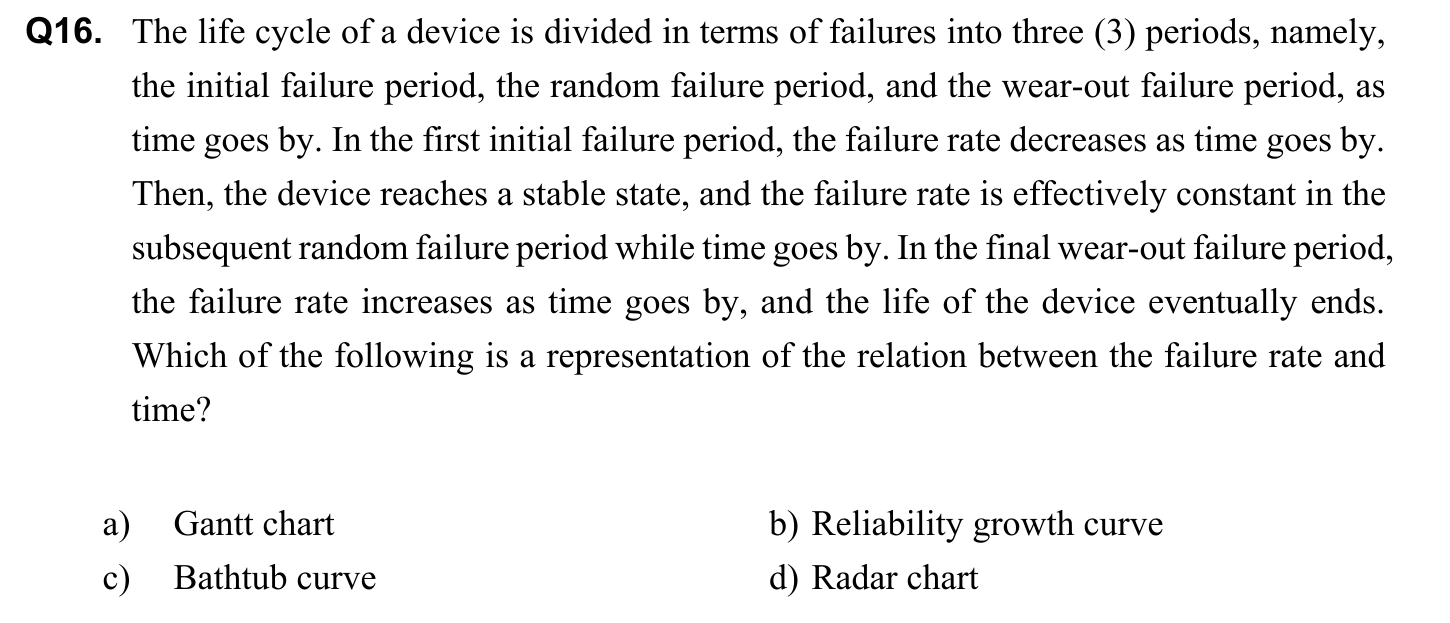 Q16. The life cycle of a device is divided in terms of failures into three (3) periods, namely,
the initial failure period, the random failure period, and the wear-out failure period, as
time goes by. In the first initial failure period, the failure rate decreases as time goes by.
Then, the device reaches a stable state, and the failure rate is effectively constant in the
subsequent random failure period while time goes by. In the final wear-out failure period,
the failure rate increases as time goes by, and the life of the device eventually ends.
Which of the following is a representation of the relation between the failure rate and
time?
a) Gantt chart b) Reliability growth curve
c) Bathtub curve d) Radar chart